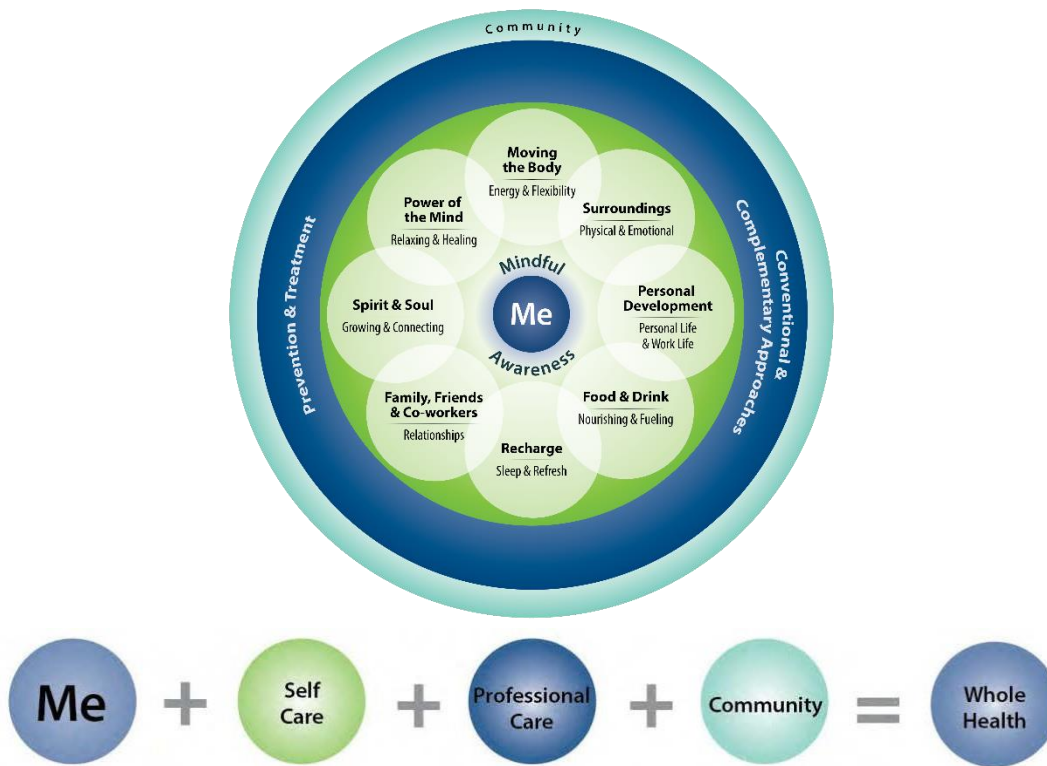 Community
Moving
the Body
Energy & Flexibility
Power of
the Mind
Relaxing & Healing
Surroundings
Physical & Emotional
Prevention & Treatment
Spirit & Soul
Growing & Connecting
Mindful
Me
Awareness
Personal
Development
Personal Life
& Work Life
Conventional &
Complementary Approaches
Family, Friends
& Co-workers
Relationships
Food & Drink
Nourishing & Fueling
Recharge
Sleep & Refresh
Me + Self Care + Professional Care + Community = Whole Health